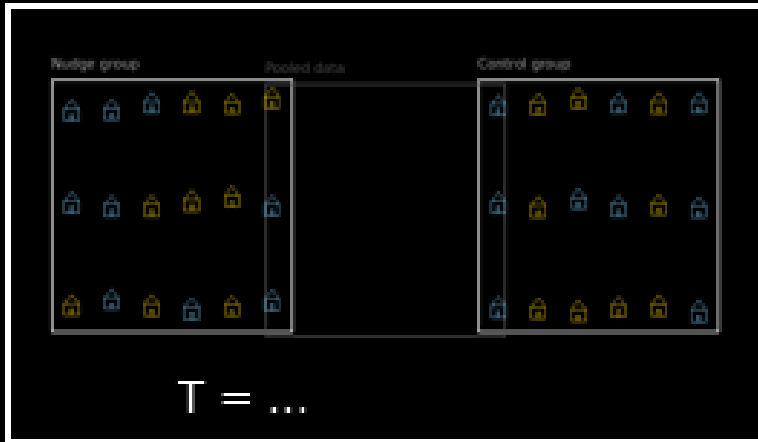 Nudge group
Pooled data
Control group
T = ...